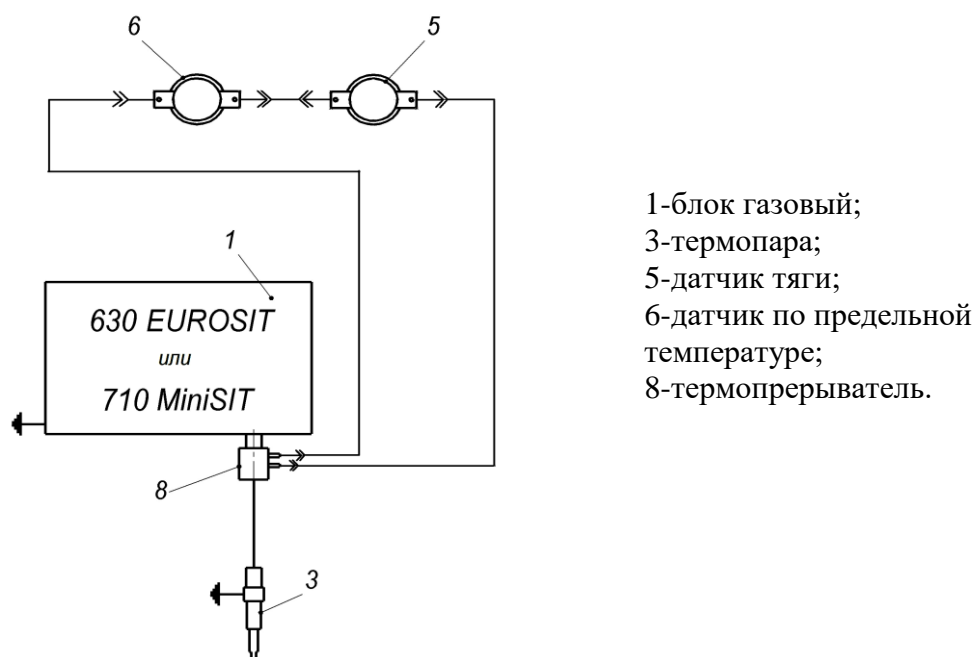 6
5
1
630 EUROSIT
или
710 MiniSIT
8
3
1-блок газовый;
3-термопара;
5-датчик тяги;
6-датчик по предельной
температуре;
8-термопрерыватель.